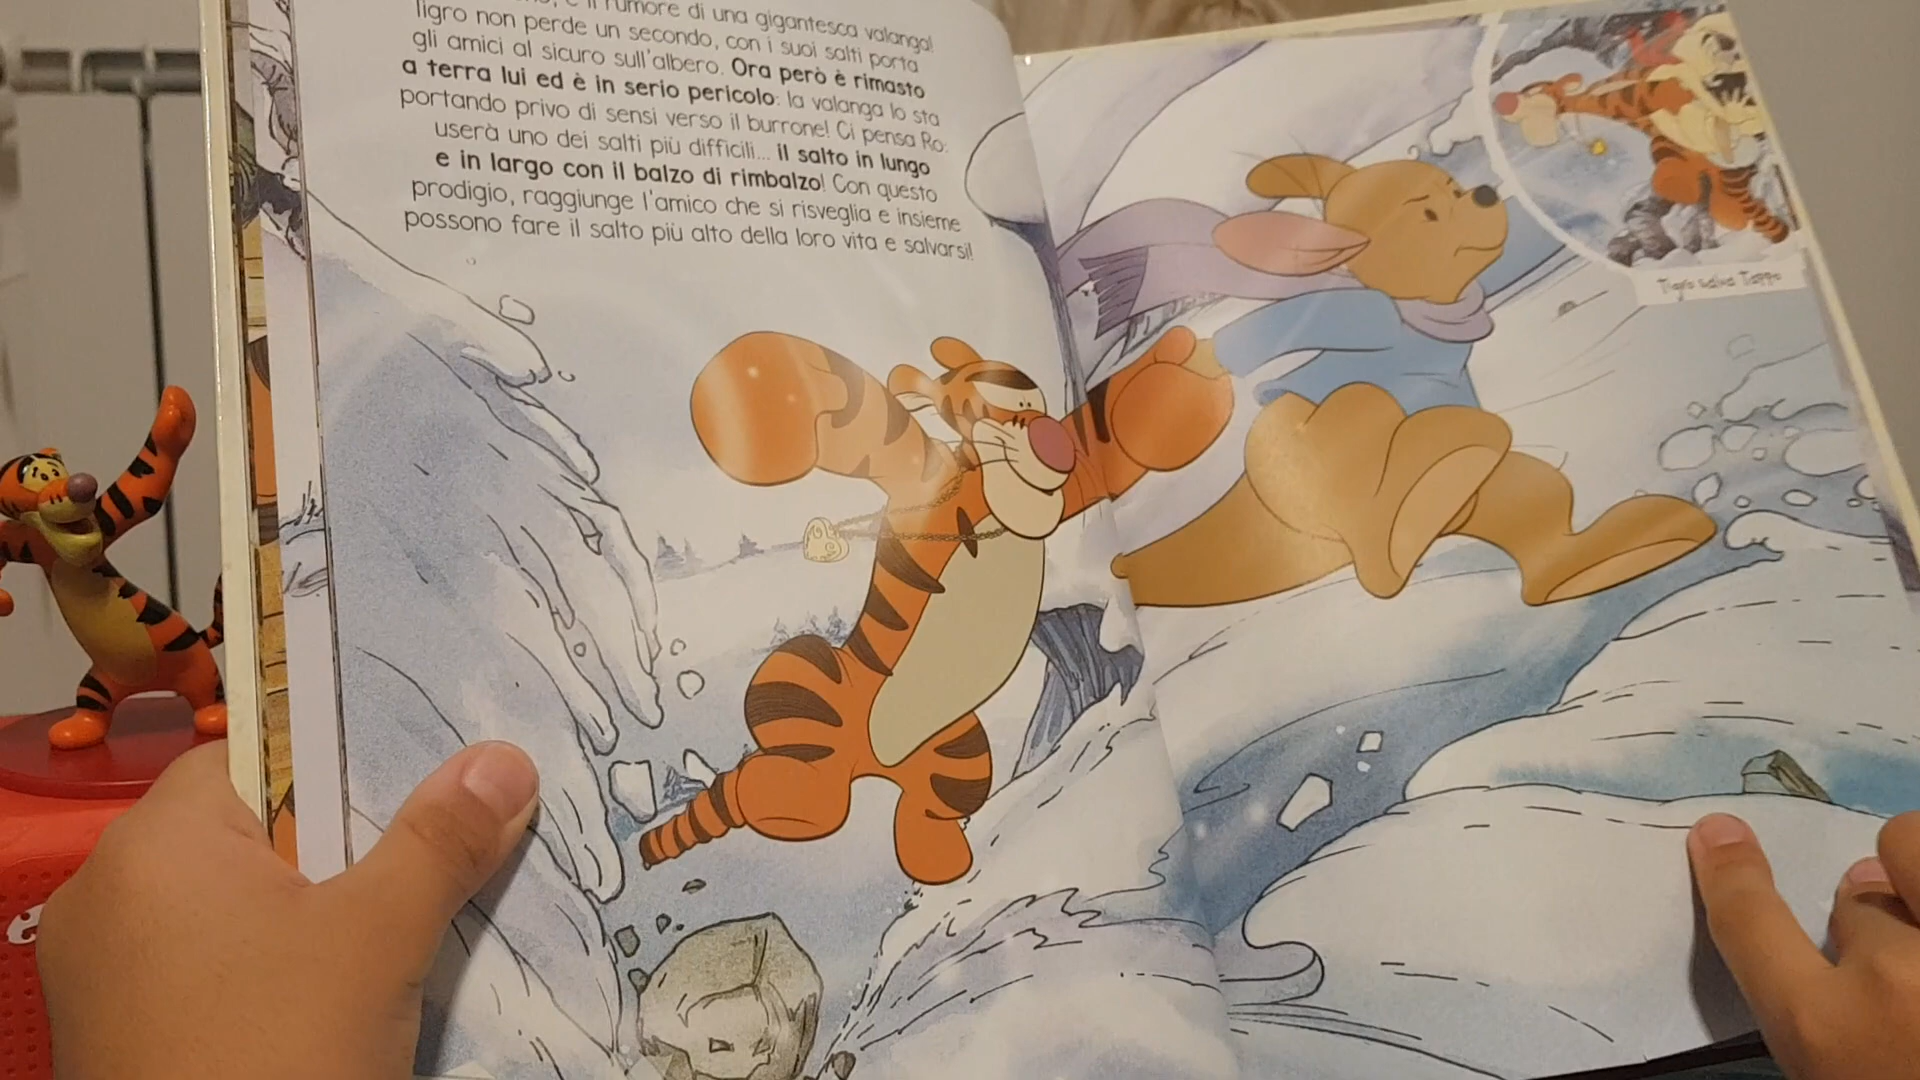 è il rumore di una gigantesca valanga!
Tigro non perde un secondo, con i suoi salti porta
gli amici al sicuro sull'albero. Ora però è rimasto
a terra lui ed è in serio pericolo: la valanga lo sta
portando privo di sensi verso il burrone! Ci pensa Ro:
userà uno dei salti più difficili... il salto in lungo
e in largo con il balzo di rimbalzo! Con questo
prodigio, raggiunge l'amico che si risveglia e insieme
possono fare il salto più alto della loro vita e salvarsi!
Tigro salva Tappo